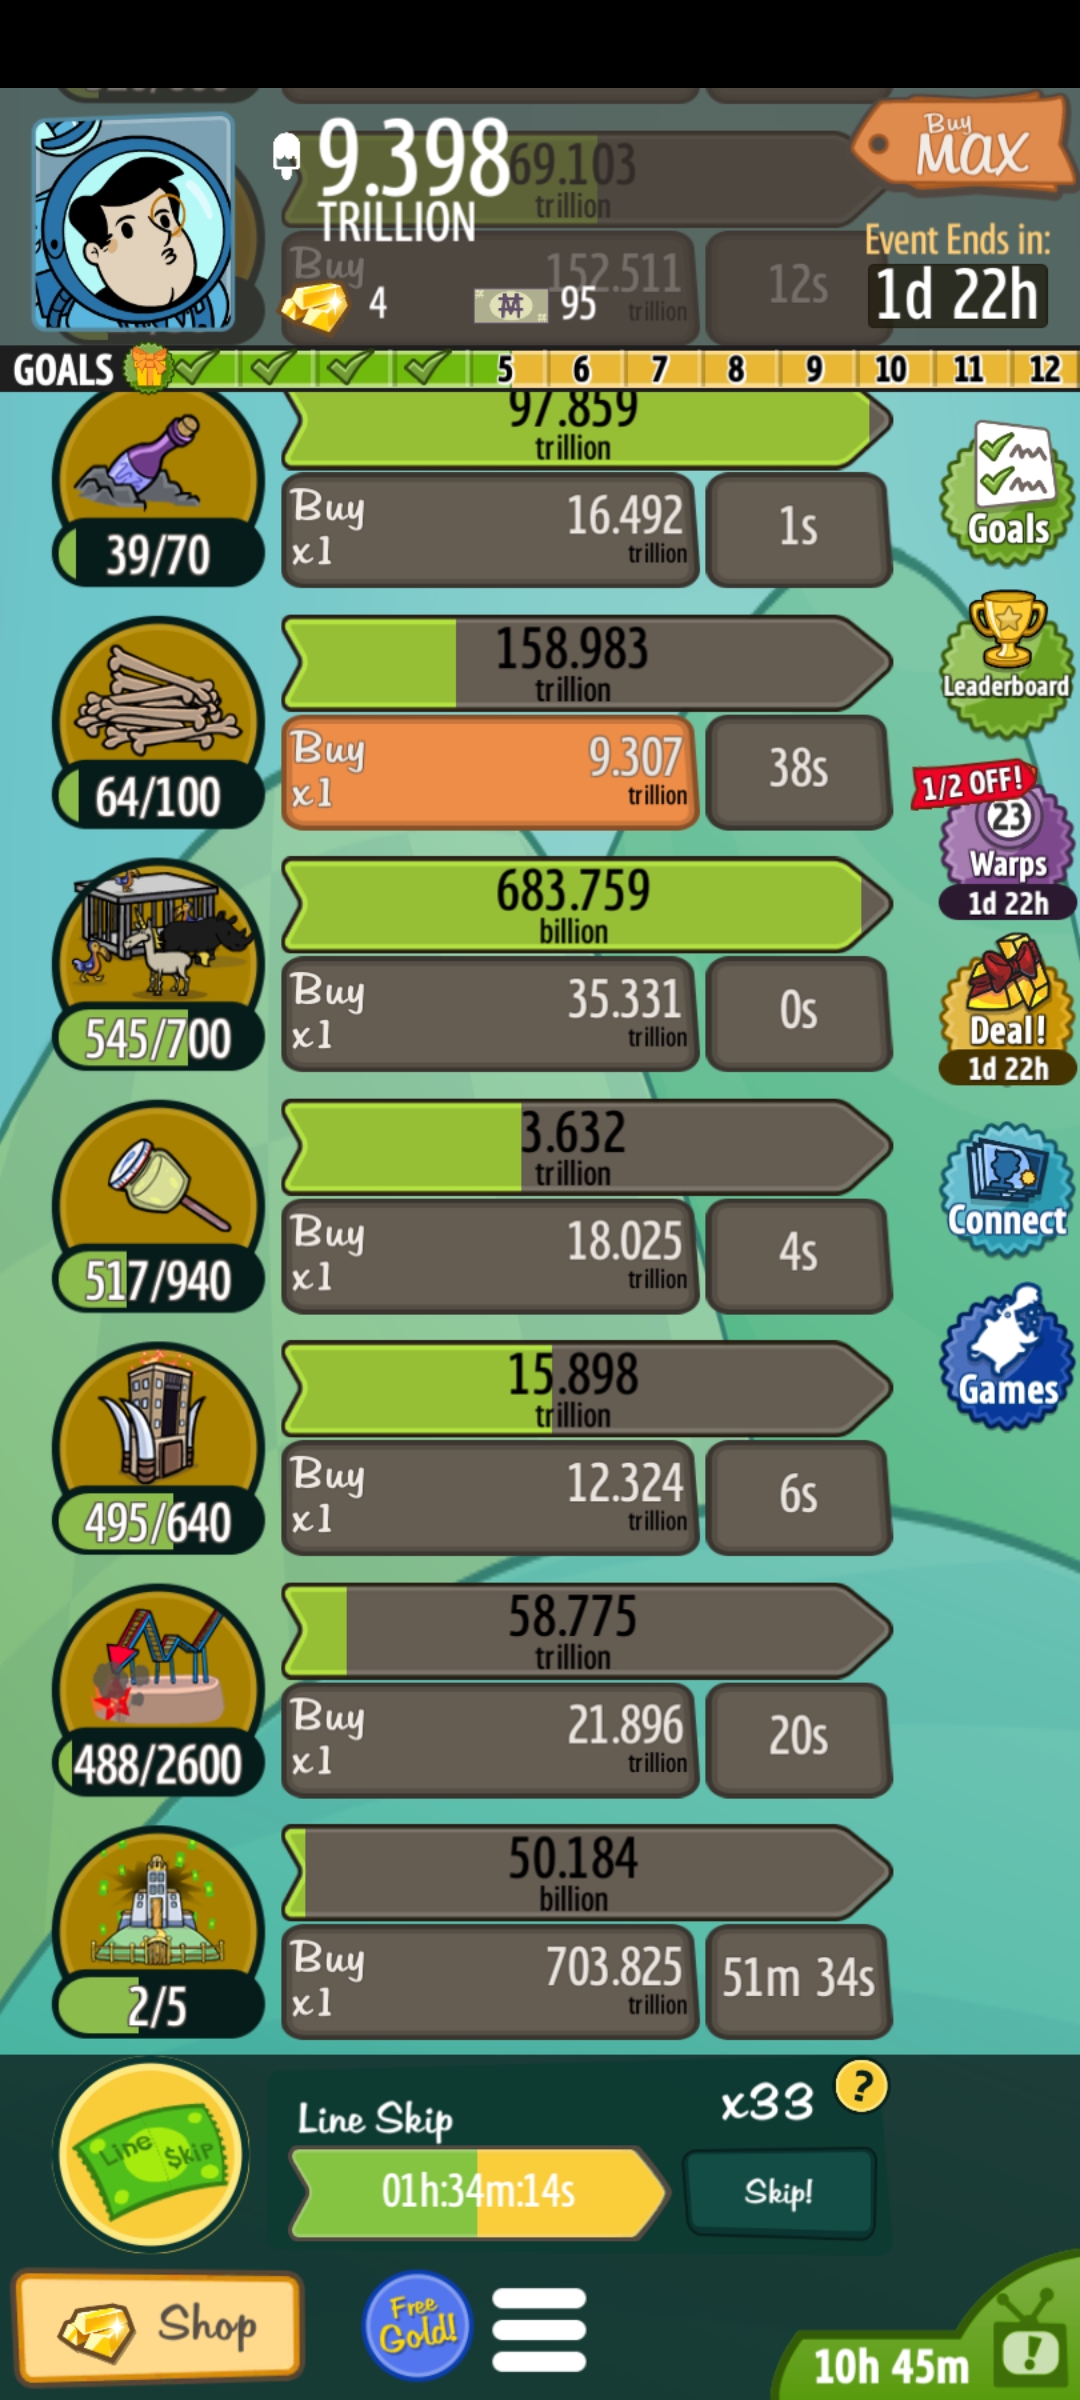 9.398
TRILLION
69.103
trillion
Buy
MAX
Event Ends in:
1d 22h
Buy
152.511
trillion
12s
4
95
GOALS
5
6
7
8
9
10
11
12
97.859
trillion
39/70
Buy
x1
16.492
trillion
1s
Goals
158.983
trillion
64/100
Buy
x1
9.307
trillion
38s
Leaderboard
1/2 OFF!
23
Warps
1d 22h
683.759
billion
545/700
Buy
x1
35.331
trillion
0s
Deal!
1d 22h
3.632
trillion
517/940
Buy
x1
18.025
trillion
4s
Connect
15.898
trillion
495/640
Buy
x1
12.324
trillion
6s
Games
58.775
trillion
488/2600
Buy
x1
21.896
trillion
20s
50.184
billion
2/5
Buy
x1
703.825
trillion
51m 34s
Line $kip
Line Skip
x33
?
01h:34m:14s
Skip!
Shop
Free
Gold!
10h 45m
!